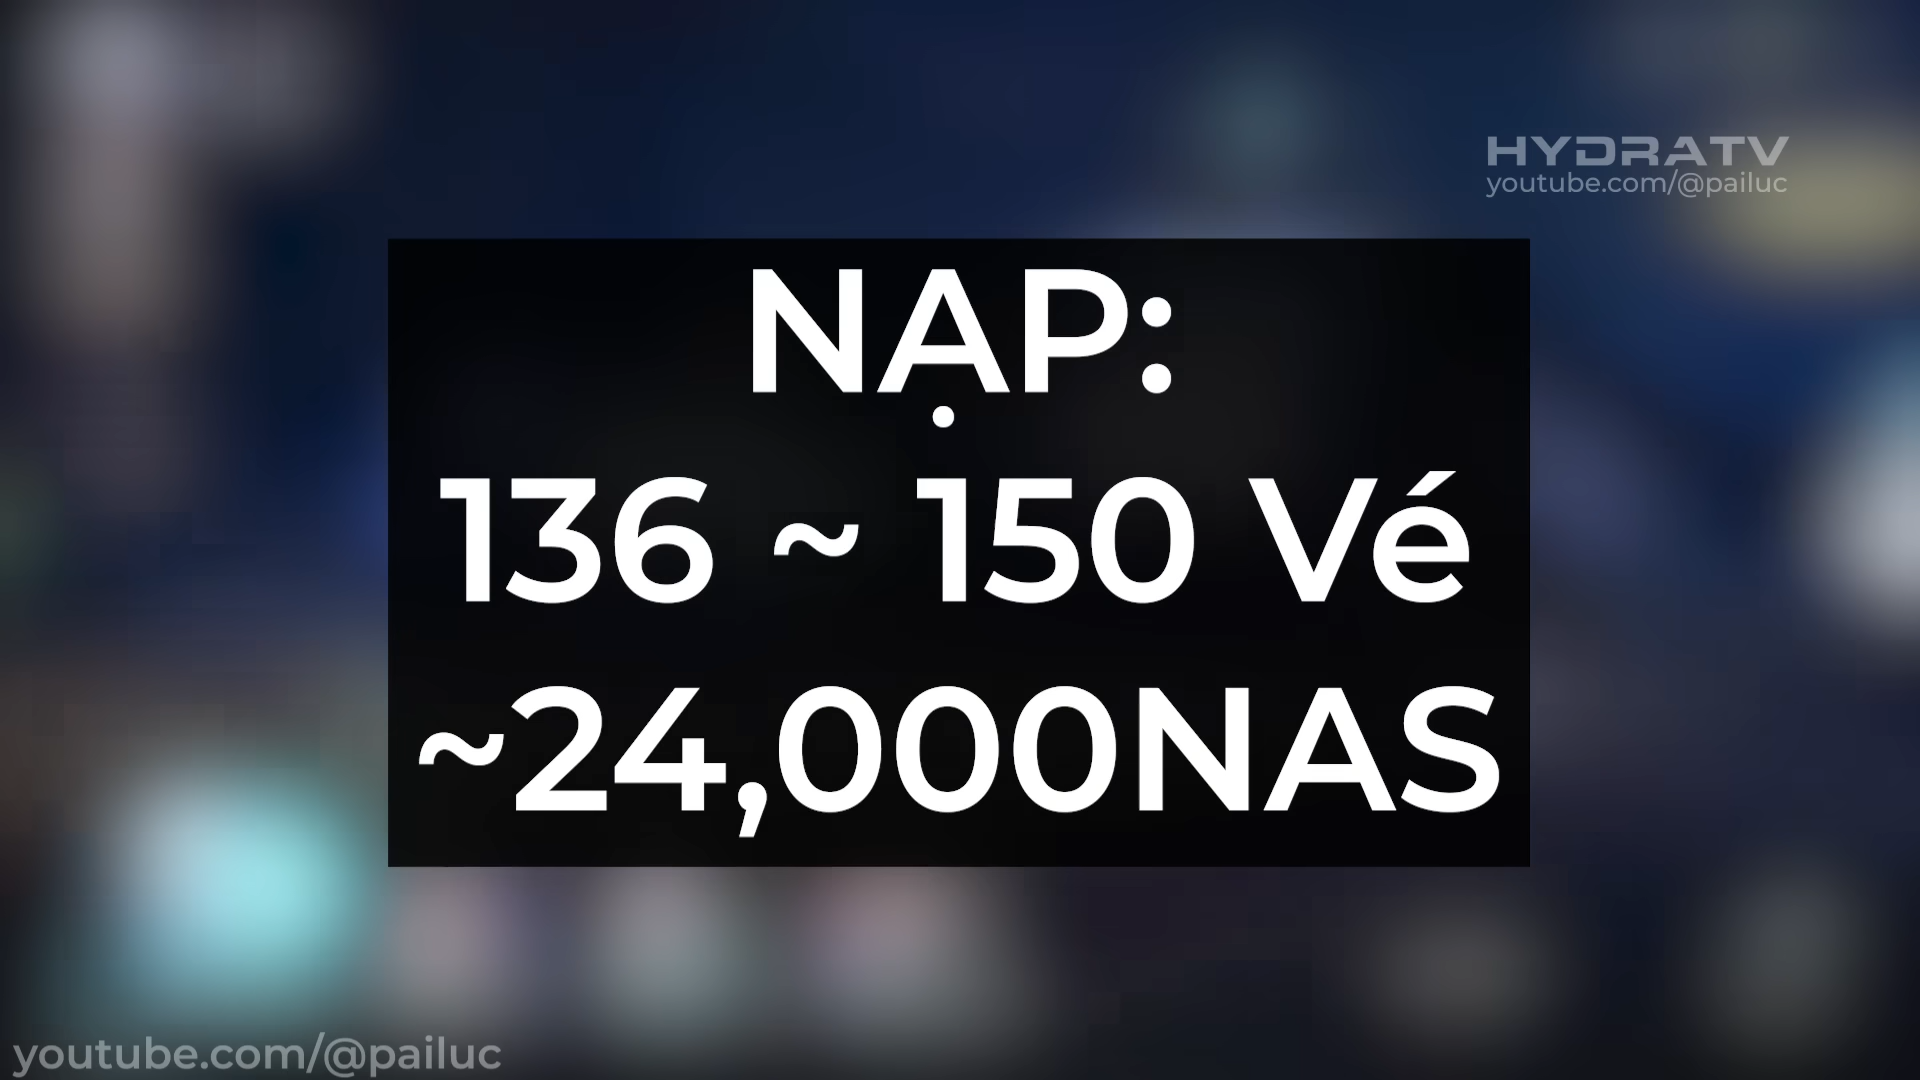 HYDRATV
youtube.com/@pailuc
NẠP:
136 ~ 150 Vé
~24,000NAS
youtube.com/@pailuc